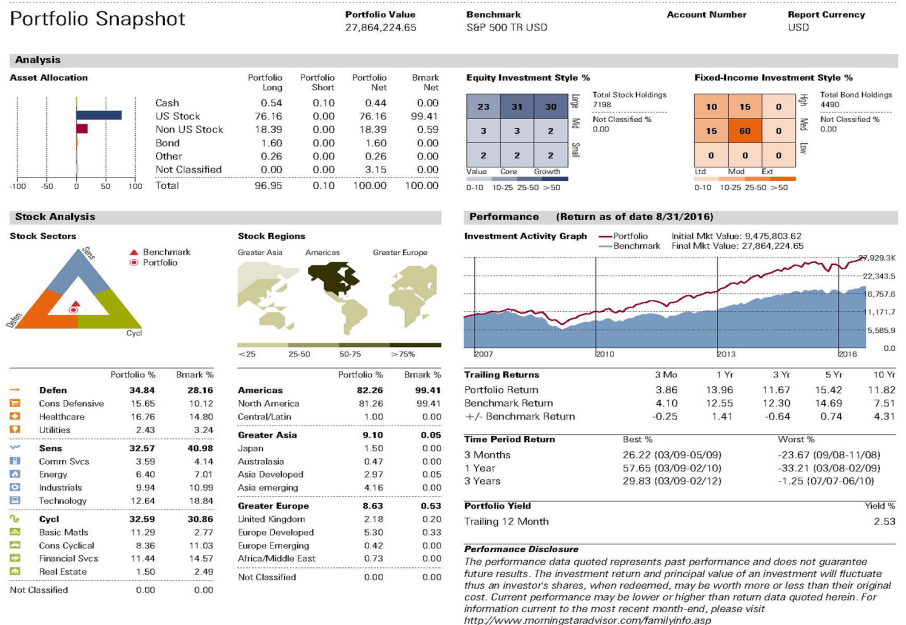 Portfolio Snapshot
Portfolio Value
27,864,224.65
Benchmark
S&P 500 TR USD
Account Number
Report Currency
USD
Analysis
Asset Allocation
Portfolio Long Portfolio Short Portfolio Net Bmark Net
Cash 0.54 0.10 0.44 0.00
US Stock 76.16 0.00 76.16 99.41
Non US Stock 18.39 0.00 18.39 0.59
Bond 1.60 0.00 1.60 0.00
Other 0.26 0.00 0.26 0.00
Not Classified 0.00 0.00 3.15 0.00
Total 96.95 0.10 100.00 100.00
-100 -50 0 50 100
Equity Investment Style %
23 31 30 Large
3 3 2 Mid
2 2 2 Small
Value Core Growth
0-10 10-25 25-50 >50
Total Stock Holdings
7198
Not Classified %
0.00
Fixed-Income Investment Style %
10 15 0 High
15 60 0 Med
0 0 0 Low
Ltd Mod Ext
0-10 10-25 25-50 >50
Total Bond Holdings
4490
Not Classified %
0.00
Stock Analysis
Stock Sectors
Sens
Defen
Cycl
Benchmark
Portfolio
Portfolio % Bmark %
Defen 34.84 28.16
Cons Defensive 15.65 10.12
Healthcare 16.76 14.80
Utilities 2.43 3.24
Sens 32.57 40.98
Comm Svcs 3.59 4.14
Energy 6.40 7.01
Industrials 9.94 10.99
Technology 12.64 18.84
Cycl 32.59 30.86
Basic Matls 11.29 2.77
Cons Cyclical 8.36 11.03
Financial Svcs 11.44 14.57
Real Estate 1.50 2.49
Not Classified 0.00 0.00
Stock Regions
Greater Asia Americas Greater Europe
<25 25-50 50-75 >75%
Portfolio % Bmark %
Americas 82.26 99.41
North America 81.26 99.41
Central/Latin 1.00 0.00
Greater Asia 9.10 0.05
Japan 1.50 0.00
Australasia 0.47 0.00
Asia Developed 2.97 0.05
Asia emerging 4.16 0.00
Greater Europe 8.63 0.53
United Kingdom 2.18 0.20
Europe Developed 5.30 0.33
Europe Emerging 0.42 0.00
Africa/Middle East 0.73 0.00
Not Classified 0.00 0.00
Performance (Return as of date 8/31/2016)
Investment Activity Graph Portfolio Initial Mkt Value: 9,475,803.62
Benchmark Final Mkt Value: 27,864,224.65
27,929.3K
22,343.5
16,757.6
11,171.7
5,585.9
0.0
2007 2010 2013 2016
Trailing Returns 3 Mo 1 Yr 3 Yr 5 Yr 10 Yr
Portfolio Return 3.86 13.96 11.67 15.42 11.82
Benchmark Return 4.10 12.55 12.30 14.69 7.51
+/- Benchmark Return -0.25 1.41 -0.64 0.74 4.31
Time Period Return Best % Worst %
3 Months 26.22 (03/09-05/09) -23.67 (09/08-11/08)
1 Year 57.65 (03/09-02/10) -33.21 (03/08-02/09)
3 Years 29.83 (03/09-02/12) -1.25 (07/07-06/10)
Portfolio Yield Yield %
Trailing 12 Month 2.53
Performance Disclosure
The performance data quoted represents past performance and does not guarantee
future results. The investment return and principal value of an investment will fluctuate
thus an investor's shares, when redeemed, may be worth more or less than their original
cost. Current performance may be lower or higher than return data quoted herein. For
information current to the most recent month-end, please visit
http://www.morningstaradvisor.com/familyinfo.asp